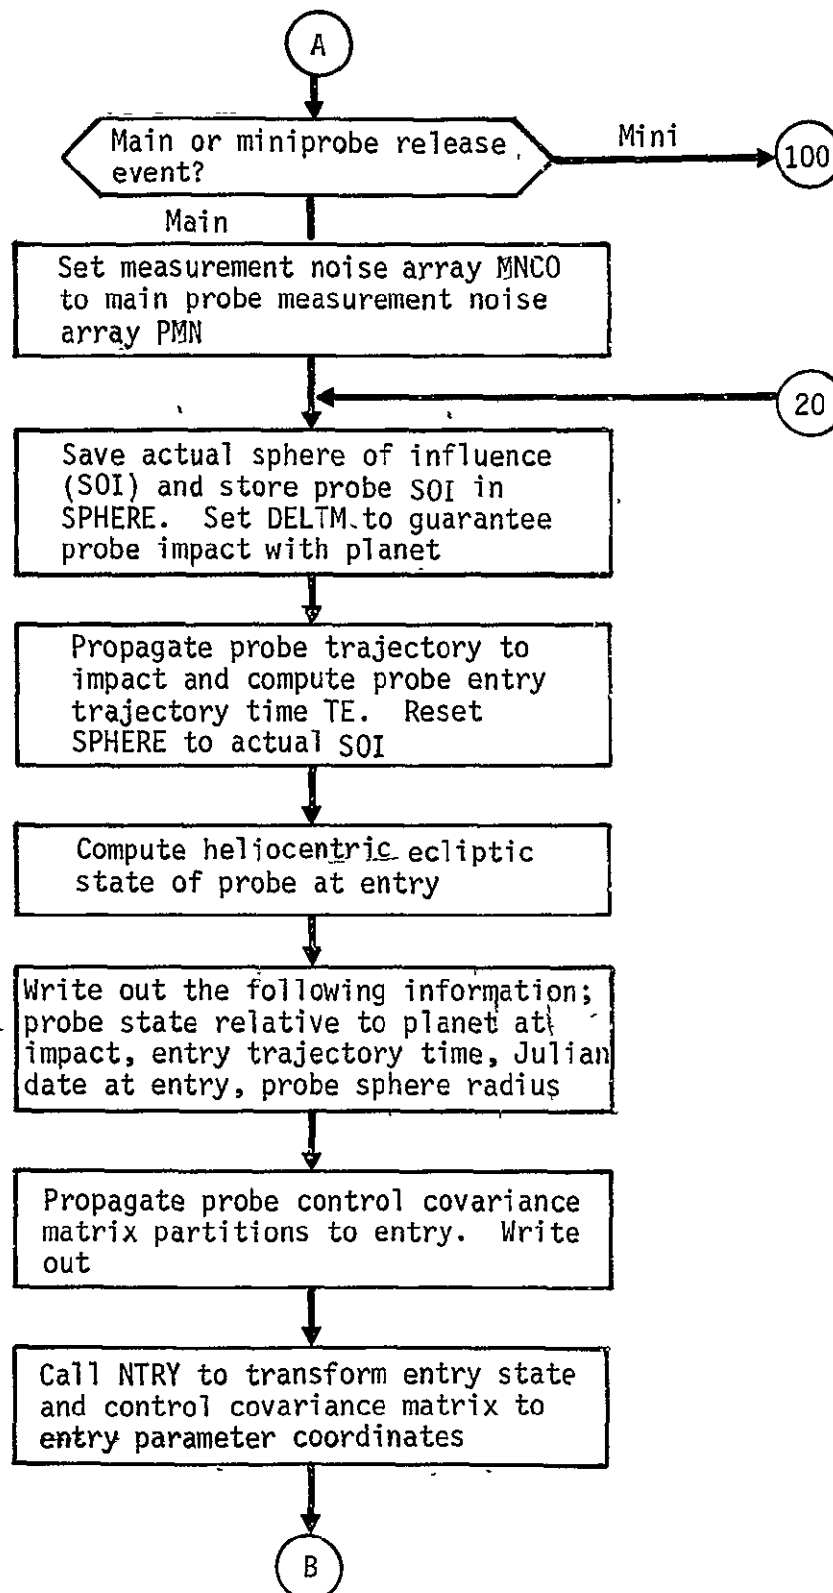 A
Main or miniprobe release
event?
Mini
100
Main
Set measurement noise array MNCO
to main probe measurement noise
array PMN
20
Save actual sphere of influence
(SOI) and store probe SOI in
SPHERE. Set DELTM to guarantee
probe impact with planet
Propagate probe trajectory to
impact and compute probe entry
trajectory time TE. Reset
SPHERE to actual SOI
Compute heliocentric ecliptic
state of probe at entry
Write out the following information;
probe state relative to planet at
impact, entry trajectory time, Julian
date at entry, probe sphere radius
Propagate probe control covariance
matrix partitions to entry. Write
out
Call NTRY to transform entry state
and control covariance matrix to
entry parameter coordinates
B